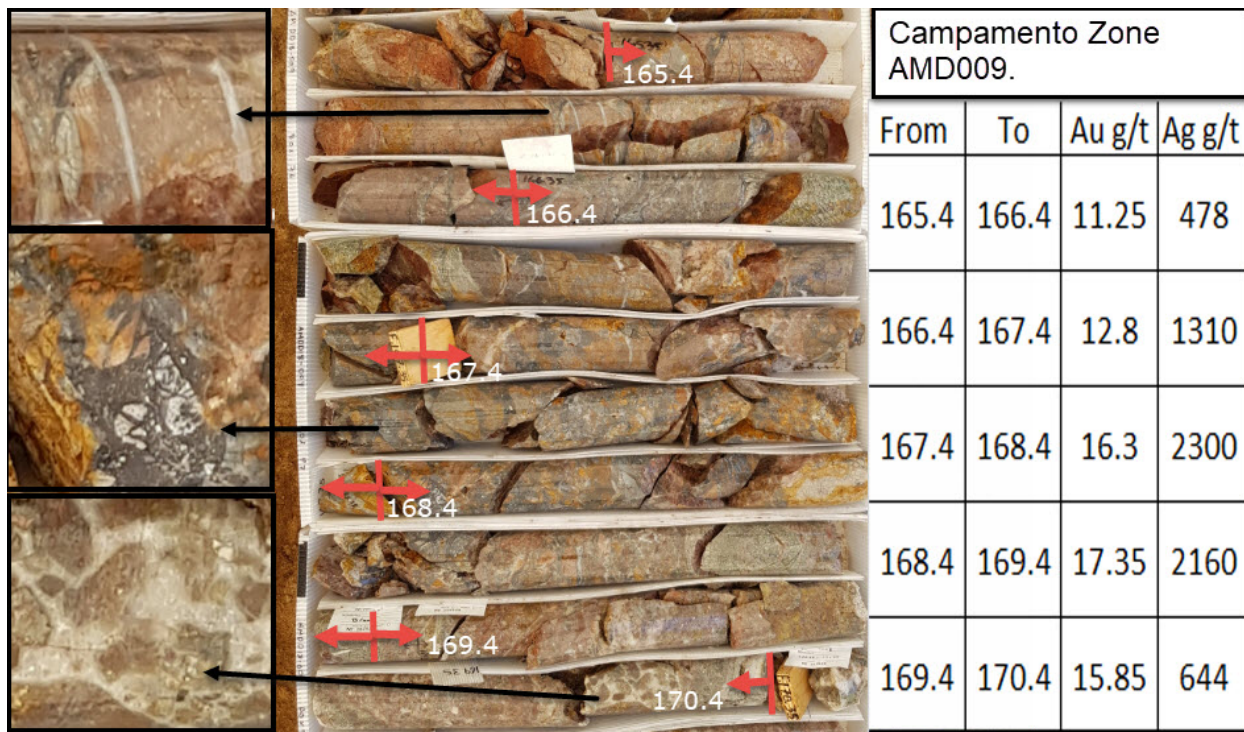 Campamento Zone
AMD009.
From To Au g/t Ag g/t
165.4 166.4 11.25 478
166.4 167.4 12.8 1310
167.4 168.4 16.3 2300
168.4 169.4 17.35 2160
169.4 170.4 15.85 644
165.4
166.4
167.4
168.4
169.4
170.4